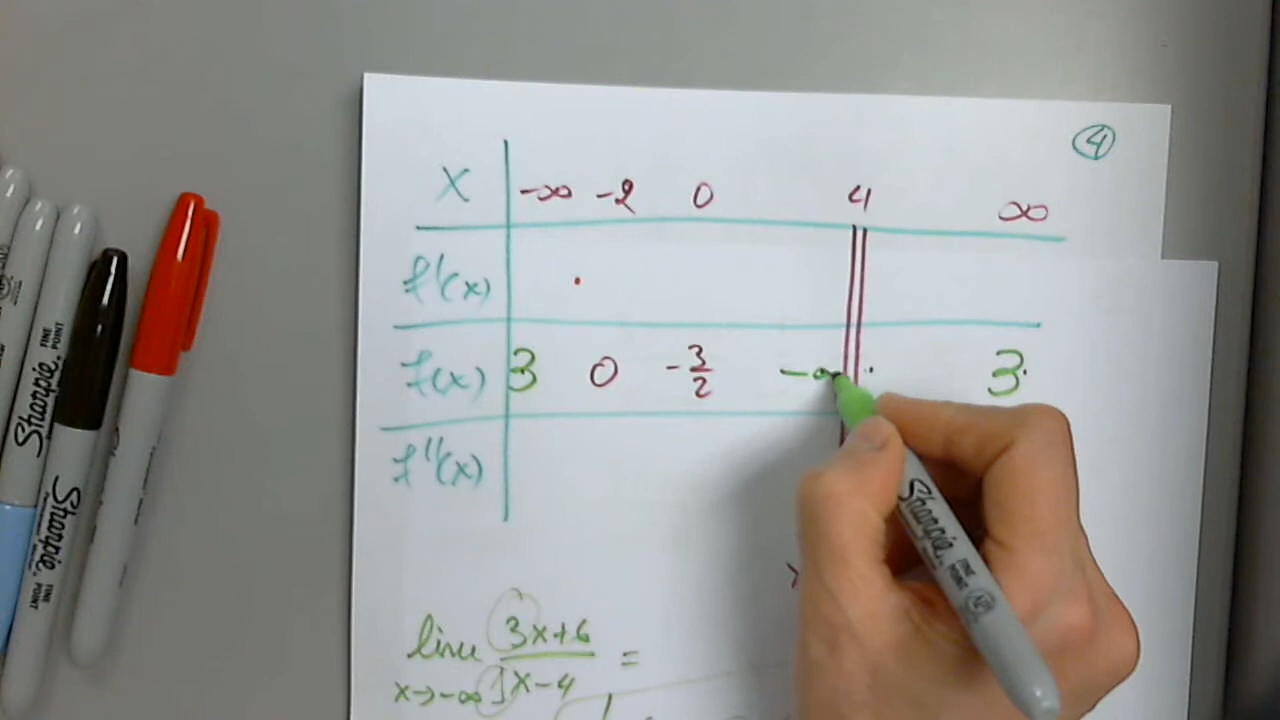 ④
x -∞ -2 0 4 ∞
f'(x)
f(x) 3 0 -3/2 -∞ 3
f''(x)
lim 3x+6 / 1x-4 =
x→-∞
Sharpie
FINE POINT
Sharpie
FINE POINT
Sharpie
FINE POINT